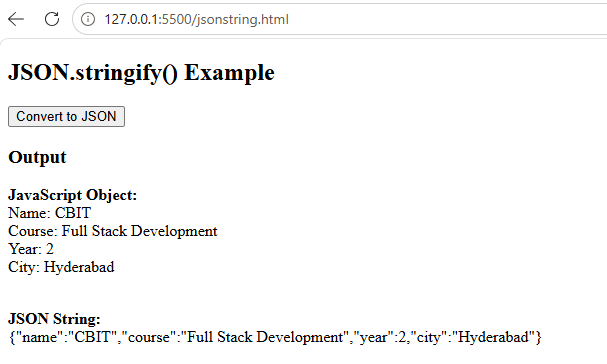 127.0.0.1:5500/jsonstring.html
JSON.stringify() Example
Convert to JSON
Output
JavaScript Object:
Name: CBIT
Course: Full Stack Development
Year: 2
City: Hyderabad
JSON String:
{"name":"CBIT","course":"Full Stack Development","year":2,"city":"Hyderabad"}